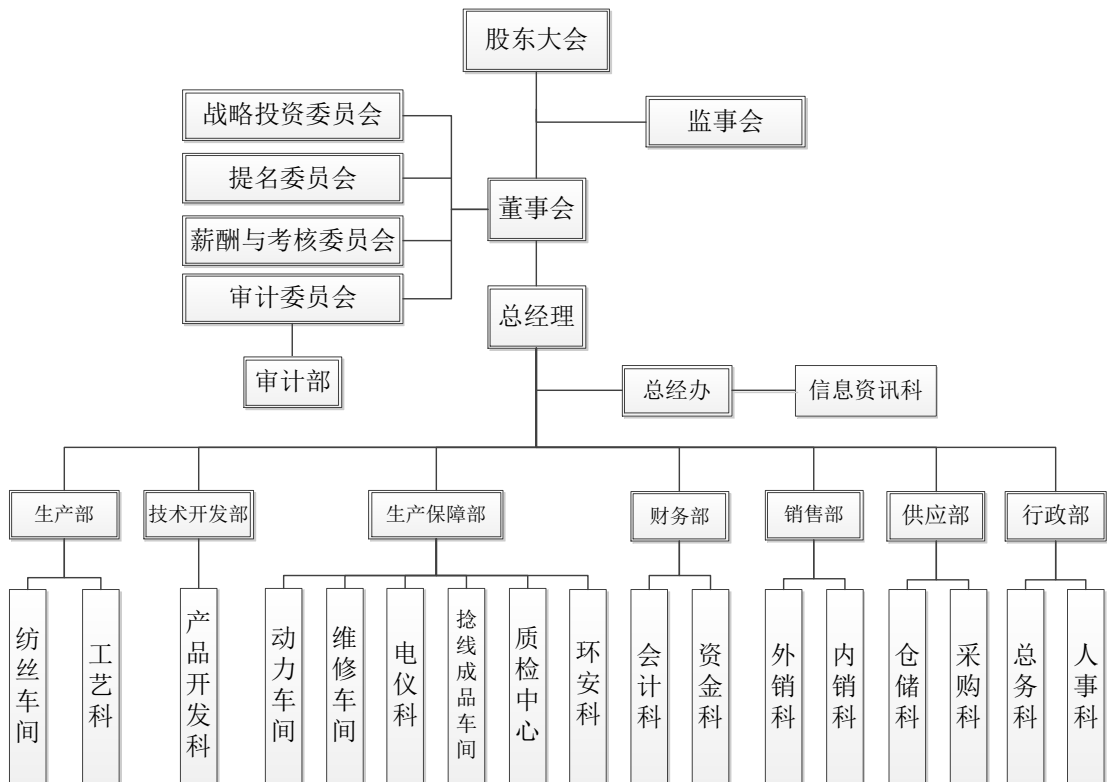 股东大会
战略投资委员会
监事会
提名委员会
董事会
薪酬与考核委员会
审计委员会
总经理
审计部
总经办
信息资讯科
生产部
技术开发部
生产保障部
财务部
销售部
供应部
行政部
纺丝车间
工艺科
产品开发科
动力车间
维修车间
电仪科
捻线成品车间
质检中心
环安科
会计科
资金科
外销科
内销科
仓储科
采购科
总务科
人事科